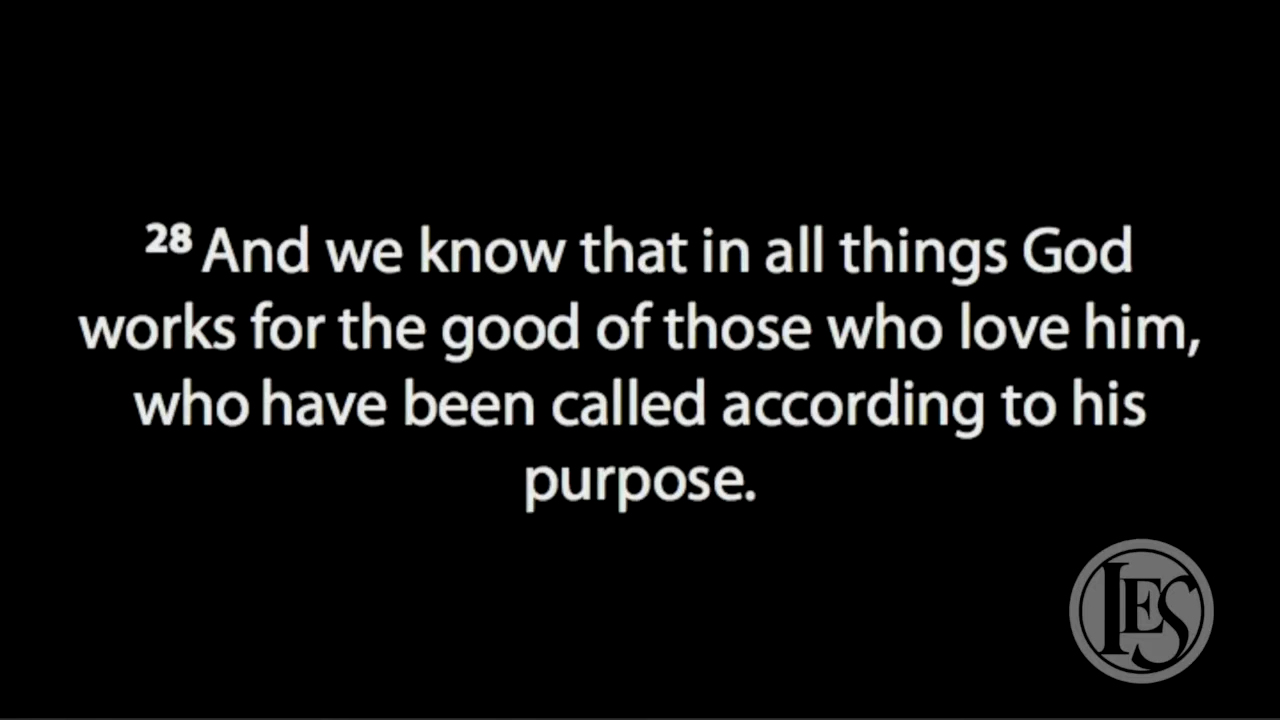 28 And we know that in all things God
works for the good of those who love him,
who have been called according to his
purpose.
LES